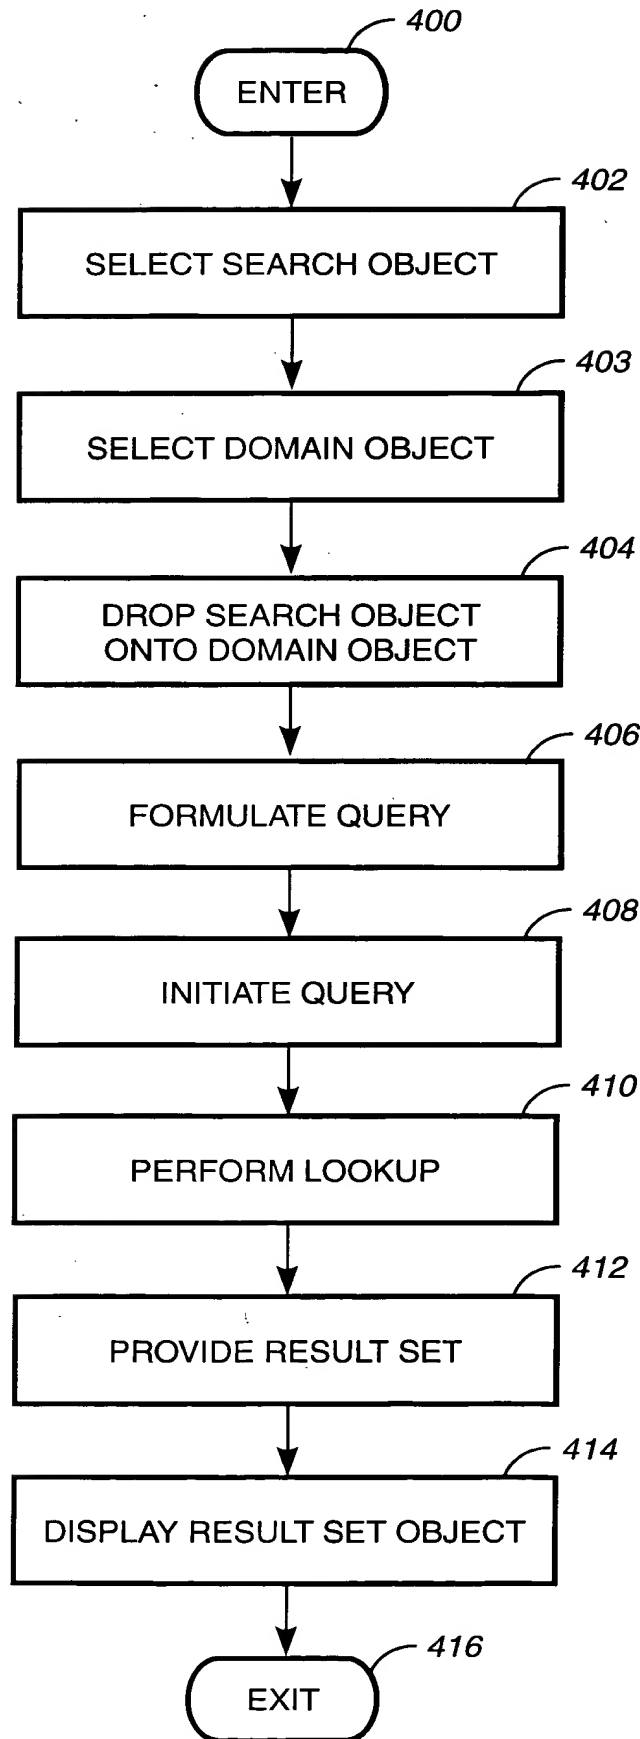 400
ENTER
402
SELECT SEARCH OBJECT
403
SELECT DOMAIN OBJECT
404
DROP SEARCH OBJECT
ONTO DOMAIN OBJECT
406
FORMULATE QUERY
408
INITIATE QUERY
410
PERFORM LOOKUP
412
PROVIDE RESULT SET
414
DISPLAY RESULT SET OBJECT
416
EXIT